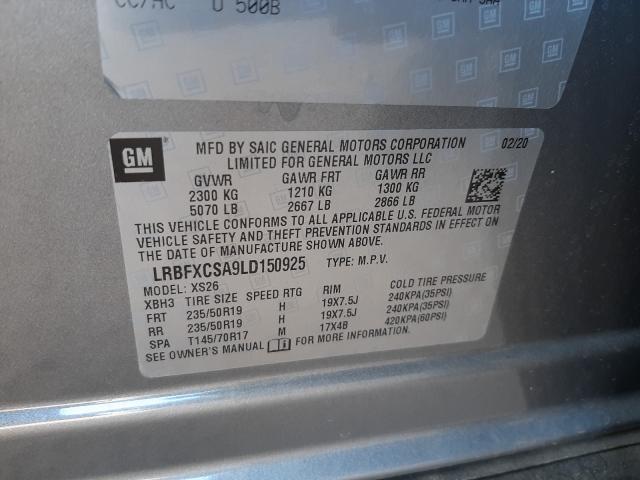 U 500B
GM
MFD BY SAIC GENERAL MOTORS CORPORATION 02/20
LIMITED FOR GENERAL MOTORS LLC
GVWR GAWR FRT GAWR RR
2300 KG 1210 KG 1300 KG
5070 LB 2667 LB 2866 LB
THIS VEHICLE CONFORMS TO ALL APPLICABLE U.S. FEDERAL MOTOR
VEHICLE SAFETY AND THEFT PREVENTION STANDARDS IN EFFECT ON
THE DATE OF MANUFACTURE SHOWN ABOVE.
LRBFXCSA9LD150925 TYPE: M.P.V.
MODEL: XS26
XBH3 TIRE SIZE SPEED RTG RIM COLD TIRE PRESSURE
FRT 235/50R19 H 19X7.5J 240KPA(35PSI)
RR 235/50R19 H 19X7.5J 240KPA(35PSI)
SPA T145/70R17 M 17X4B 420KPA(60PSI)
SEE OWNER'S MANUAL FOR MORE INFORMATION.